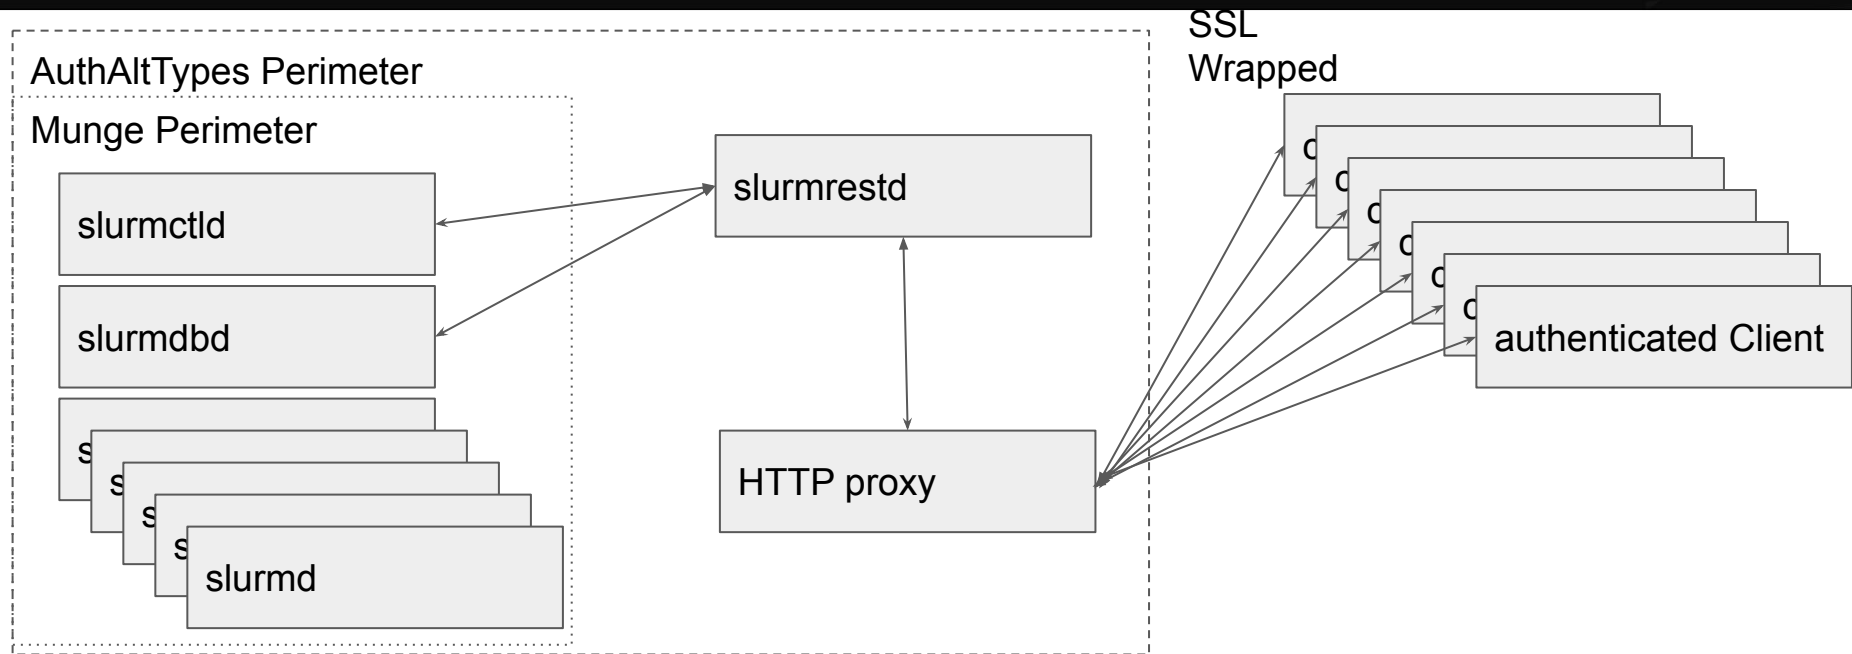 SSL
Wrapped
AuthAltTypes Perimeter
Munge Perimeter
slurmctld
slurmrestd
slurmdbd
authenticated Client
HTTP proxy
s
s
s
s
slurmd
c
c
c
c
c
c